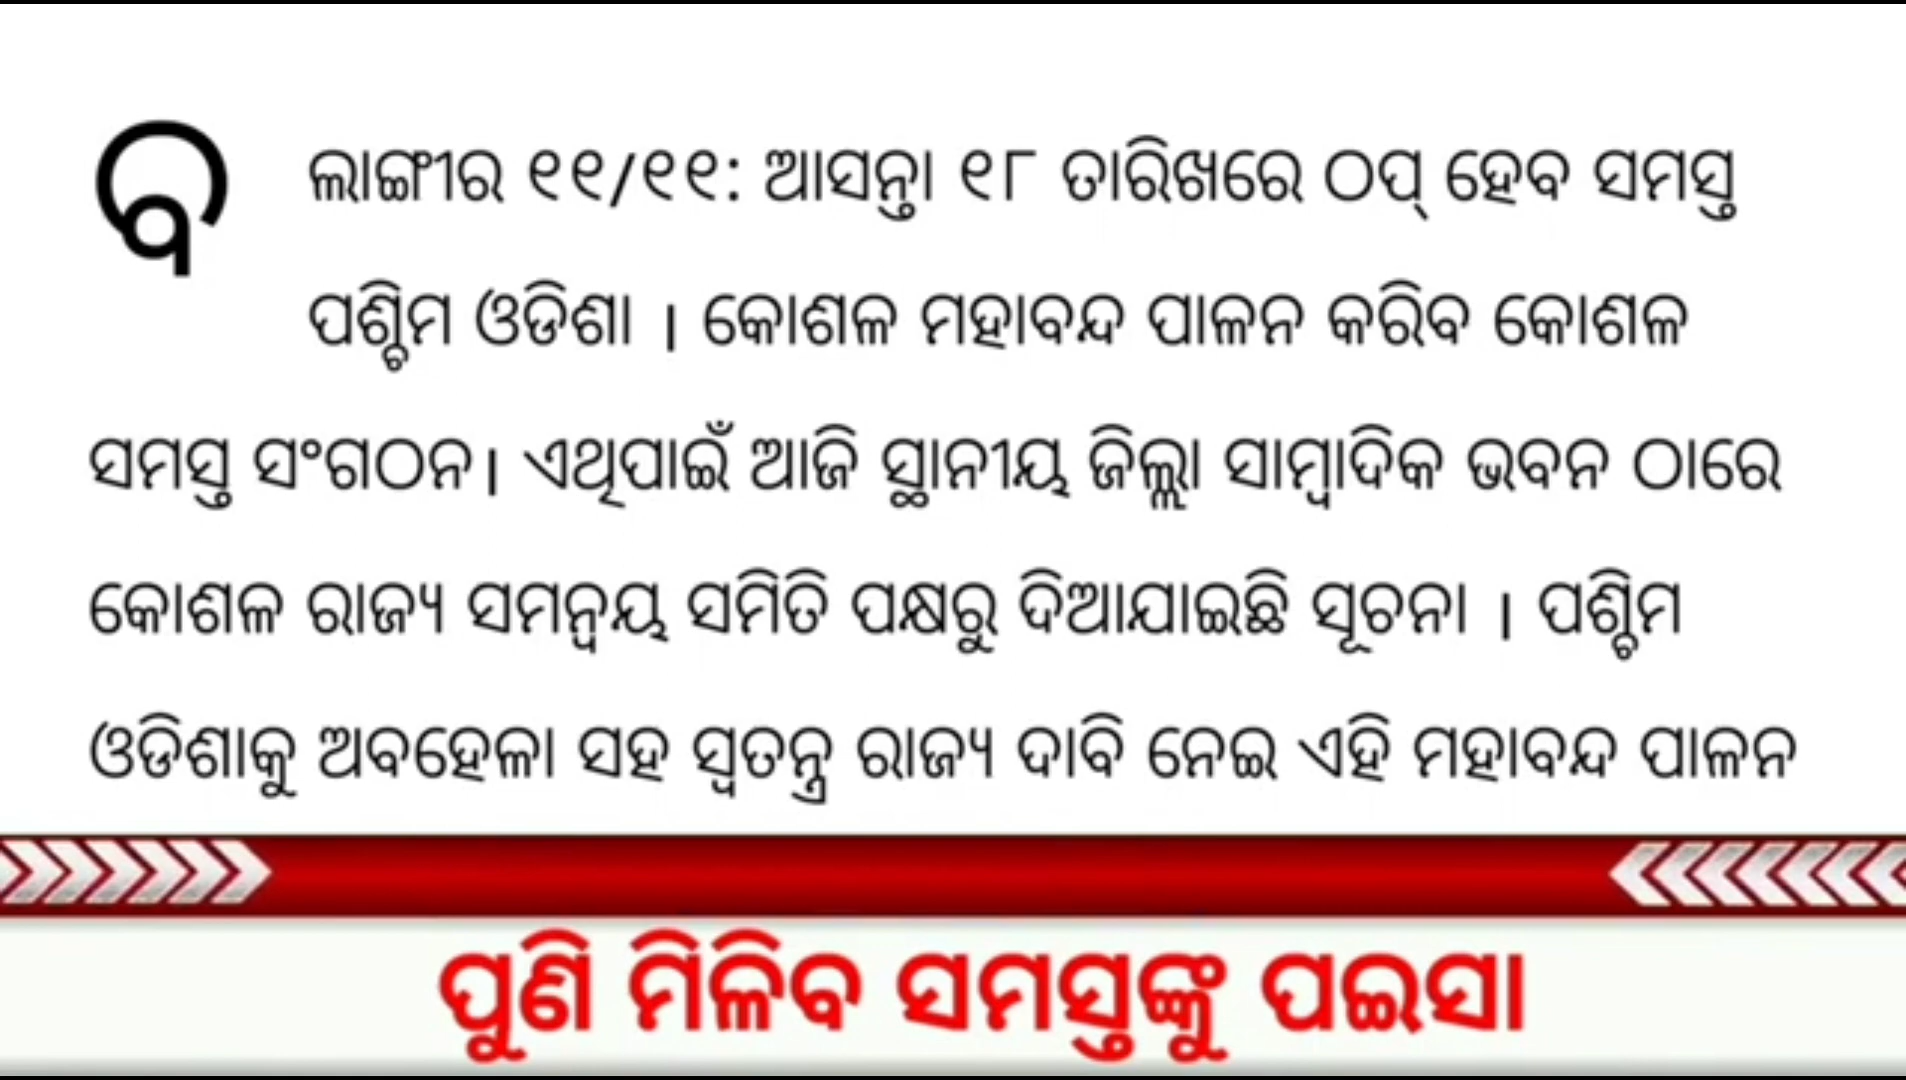 ବଲାଙ୍ଗୀର ୧୧/୧୧: ଆସନ୍ତା ୧୮ ତାରିଖରେ ଠପ୍ ହେବ ସମସ୍ତ
ପଶ୍ଚିମ ଓଡିଶା । କୋଶଳ ମହାବନ୍ଦ ପାଳନ କରିବ କୋଶଳ
ସମସ୍ତ ସଂଗଠନ। ଏଥିପାଇଁ ଆଜି ସ୍ଥାନୀୟ ଜିଲ୍ଲା ସାମ୍ବାଦିକ ଭବନ ଠାରେ
କୋଶଳ ରାଜ୍ୟ ସମନ୍ୱୟ ସମିତି ପକ୍ଷରୁ ଦିଆଯାଇଛି ସୂଚନା । ପଶ୍ଚିମ
ଓଡିଶାକୁ ଅବହେଳା ସହ ସ୍ୱତନ୍ତ୍ର ରାଜ୍ୟ ଦାବି ନେଇ ଏହି ମହାବନ୍ଦ ପାଳନ
ପୁଣି ମିଳିବ ସମସ୍ତଙ୍କୁ ପଇସା